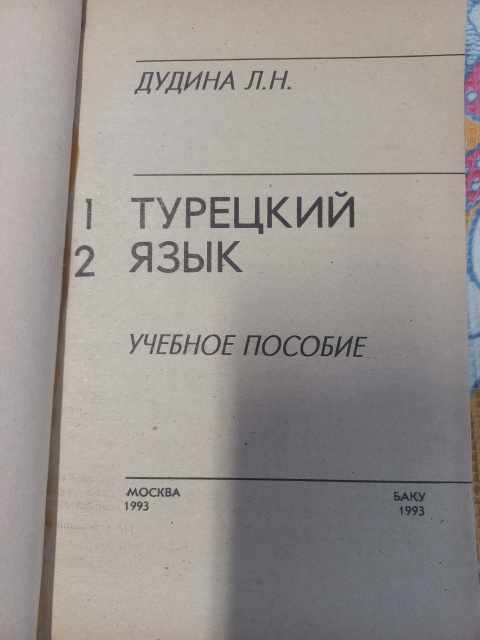 ДУДИНА Л.Н.
1 ТУРЕЦКИЙ
2 ЯЗЫК
УЧЕБНОЕ ПОСОБИЕ
МОСКВА
1993
БАКУ
1993